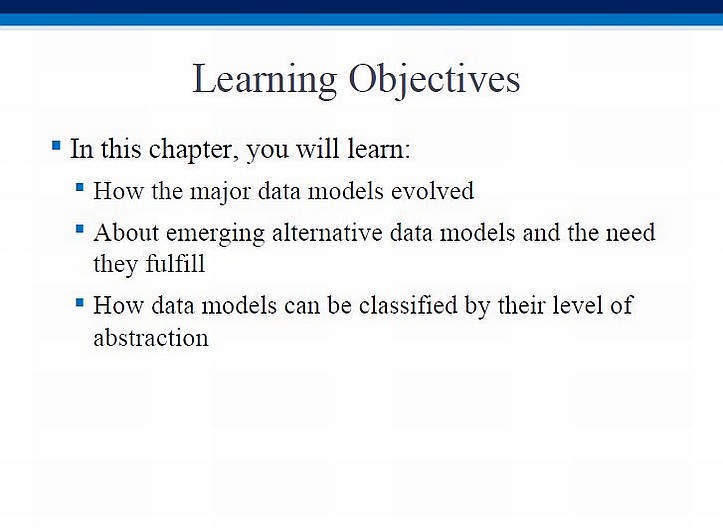 Learning Objectives
In this chapter, you will learn:
How the major data models evolved
About emerging alternative data models and the need
they fulfill
How data models can be classified by their level of
abstraction